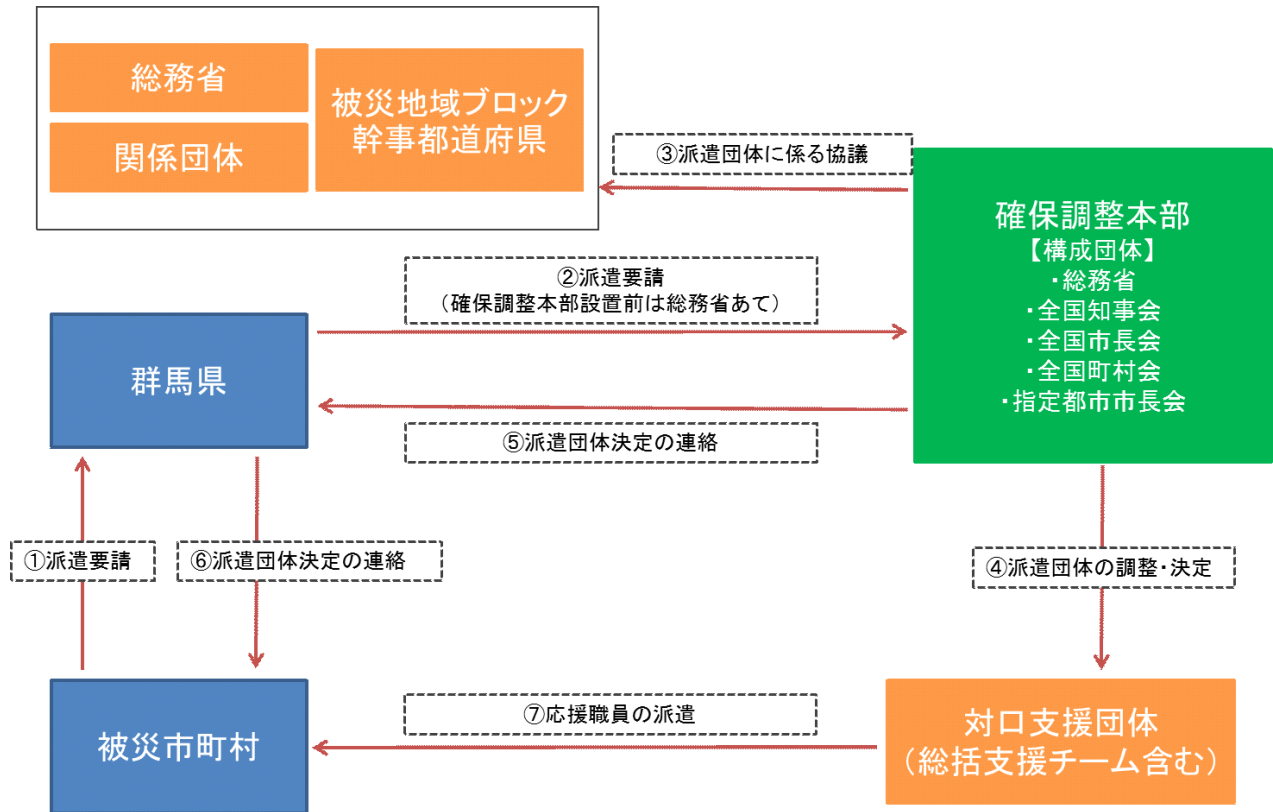 総務省
関係団体
被災地域ブロック
幹事都道府県
③派遣団体に係る協議
確保調整本部
【構成団体】
・総務省
・全国知事会
・全国市長会
・全国町村会
・指定都市市長会
②派遣要請
（確保調整本部設置前は総務省あて）
群馬県
⑤派遣団体決定の連絡
①派遣要請
⑥派遣団体決定の連絡
④派遣団体の調整・決定
被災市町村
⑦応援職員の派遣
対口支援団体
（総括支援チーム含む）